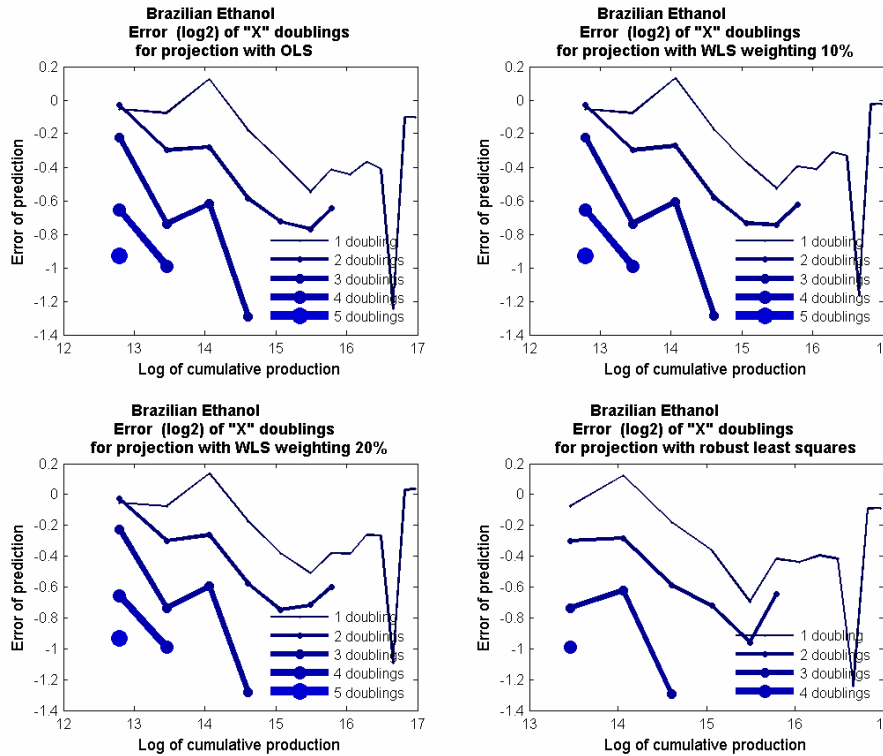 Brazilian Ethanol
Error (log2) of "X" doublings
for projection with OLS
0.2
0
-0.2
-0.4
-0.6
-0.8
-1
-1.2
-1.4
12
13
14
15
16
17
Error of prediction
Log of cumulative production
1 doubling
2 doublings
3 doublings
4 doublings
5 doublings
Brazilian Ethanol
Error (log2) of "X" doublings
for projection with WLS weighting 10%
0.2
0
-0.2
-0.4
-0.6
-0.8
-1
-1.2
-1.4
12
13
14
15
16
Error of prediction
Log of cumulative production
1 doubling
2 doublings
3 doublings
4 doublings
5 doublings
Brazilian Ethanol
Error (log2) of "X" doublings
for projection with WLS weighting 20%
0.2
0
-0.2
-0.4
-0.6
-0.8
-1
-1.2
-1.4
12
13
14
15
16
17
Error of prediction
Log of cumulative production
1 doubling
2 doublings
3 doublings
4 doublings
5 doublings
Brazilian Ethanol
Error (log2) of "X" doublings
for projection with robust least squares
0.2
0
-0.2
-0.4
-0.6
-0.8
-1
-1.2
-1.4
13
14
15
16
Error of prediction
Log of cumulative production
1 doubling
2 doublings
3 doublings
4 doublings